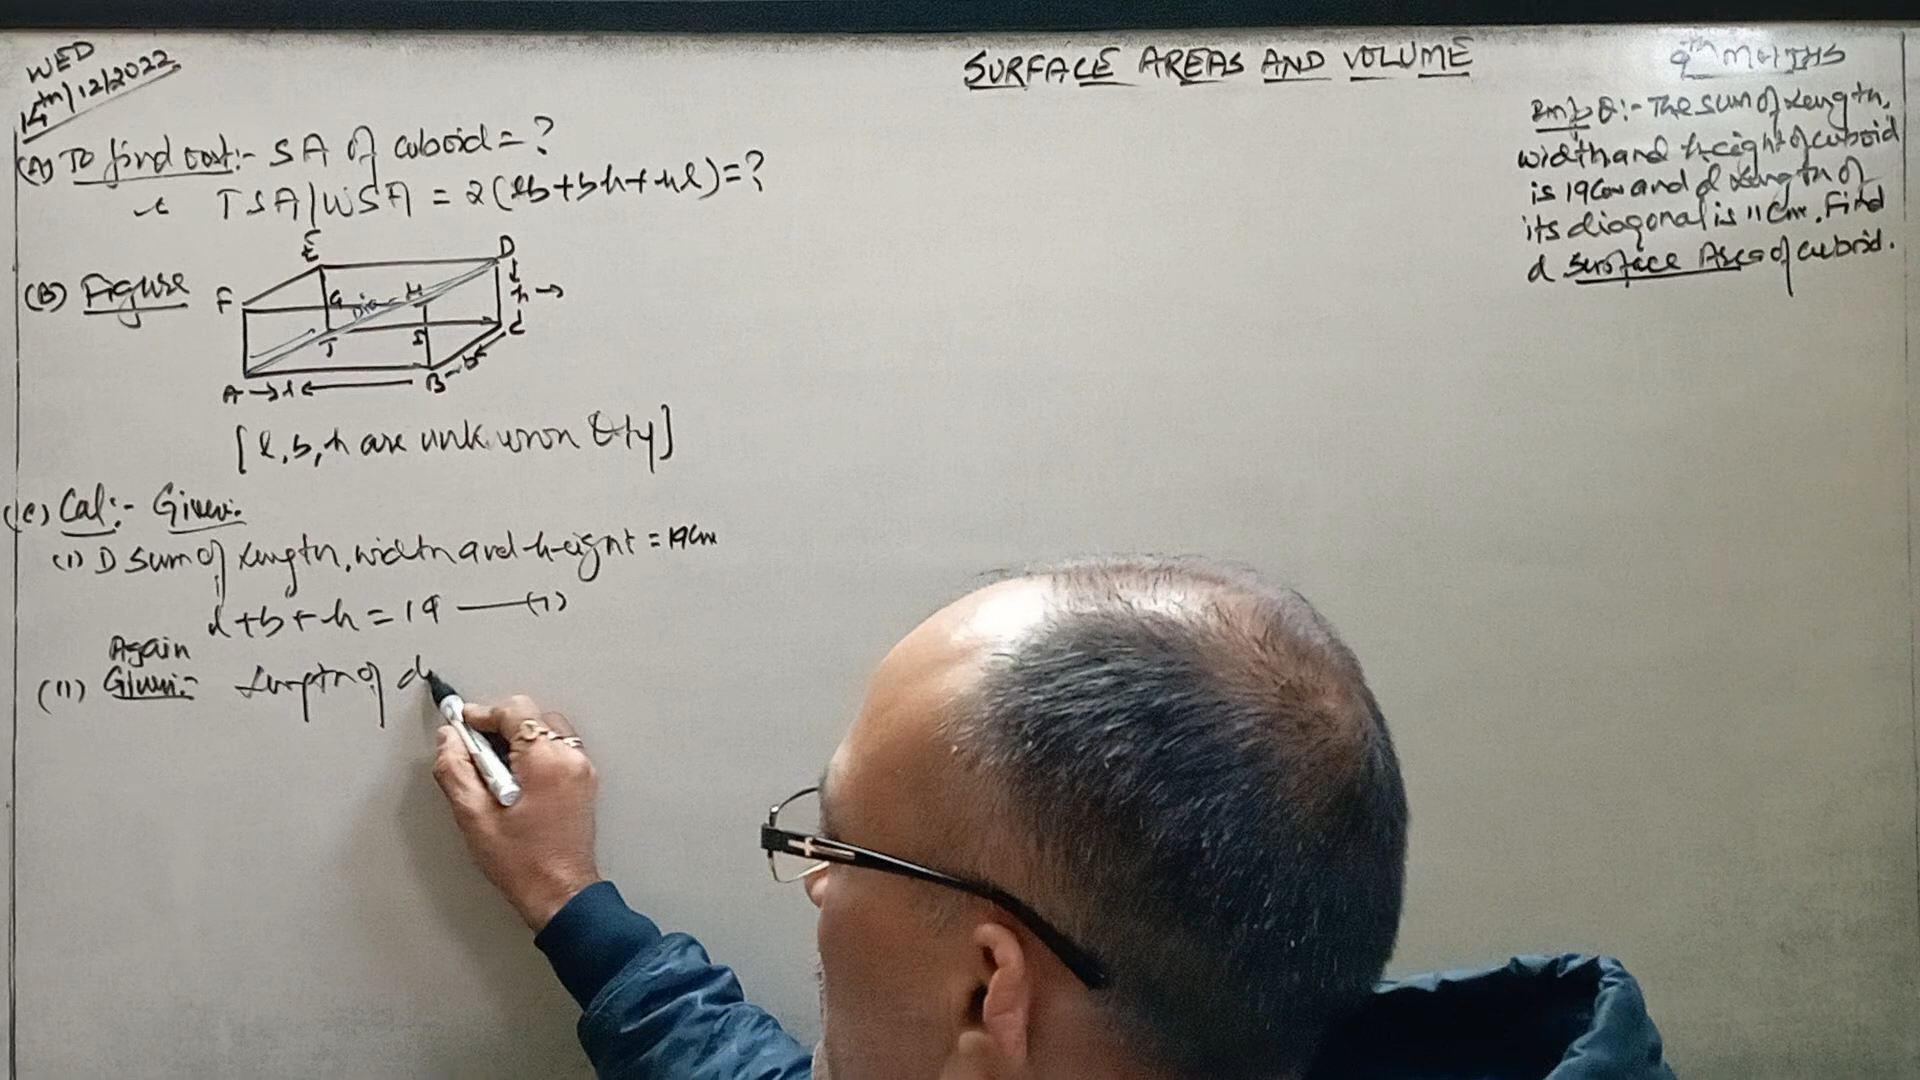 WED
14th/12/2022
SURFACE AREAS AND VOLUME
9th MATHS
Q:- The sum of length,
width and height of cuboid
is 19cm and d length of
its diagonal is 11cm. Find
d Surface Area of cuboid.
(A) To find out:- SA of cuboid = ?
TSA/WSA = 2(lb+bh+hl)=?
(B) Figure
E D
F G Dia H h
J I C
A l B b
[l,b,h are unknown Qty]
(C) Cal:- Given:
(i) D sum of length, width and height = 19cm
l+b+h=19 —(1)
Again
(II) Given:- Length of d